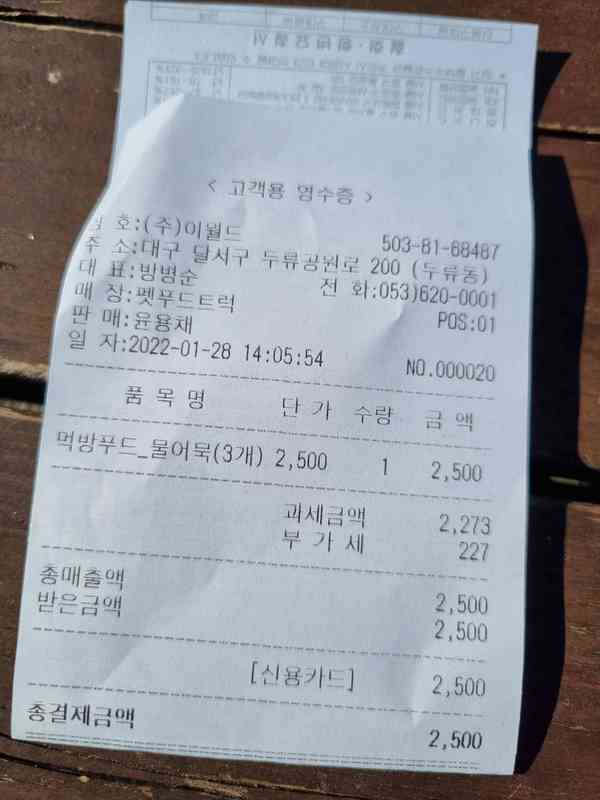 < 고객용 영수증 >
호:(주)이월드 503-81-68487
주 소:대구 달서구 두류공원로 200 (두류동)
대 표:방병순 전 화:053)620-0001
매 장:펫푸드트럭 POS:01
판 매:윤용채
일 자:2022-01-28 14:05:54 NO.000020
품 목 명 단 가 수량 금 액
먹방푸드_물어묵(3개) 2,500 1 2,500
과세금액 2,273
부 가 세 227
총매출액 2,500
받은금액 2,500
[신용카드] 2,500
총결제금액 2,500